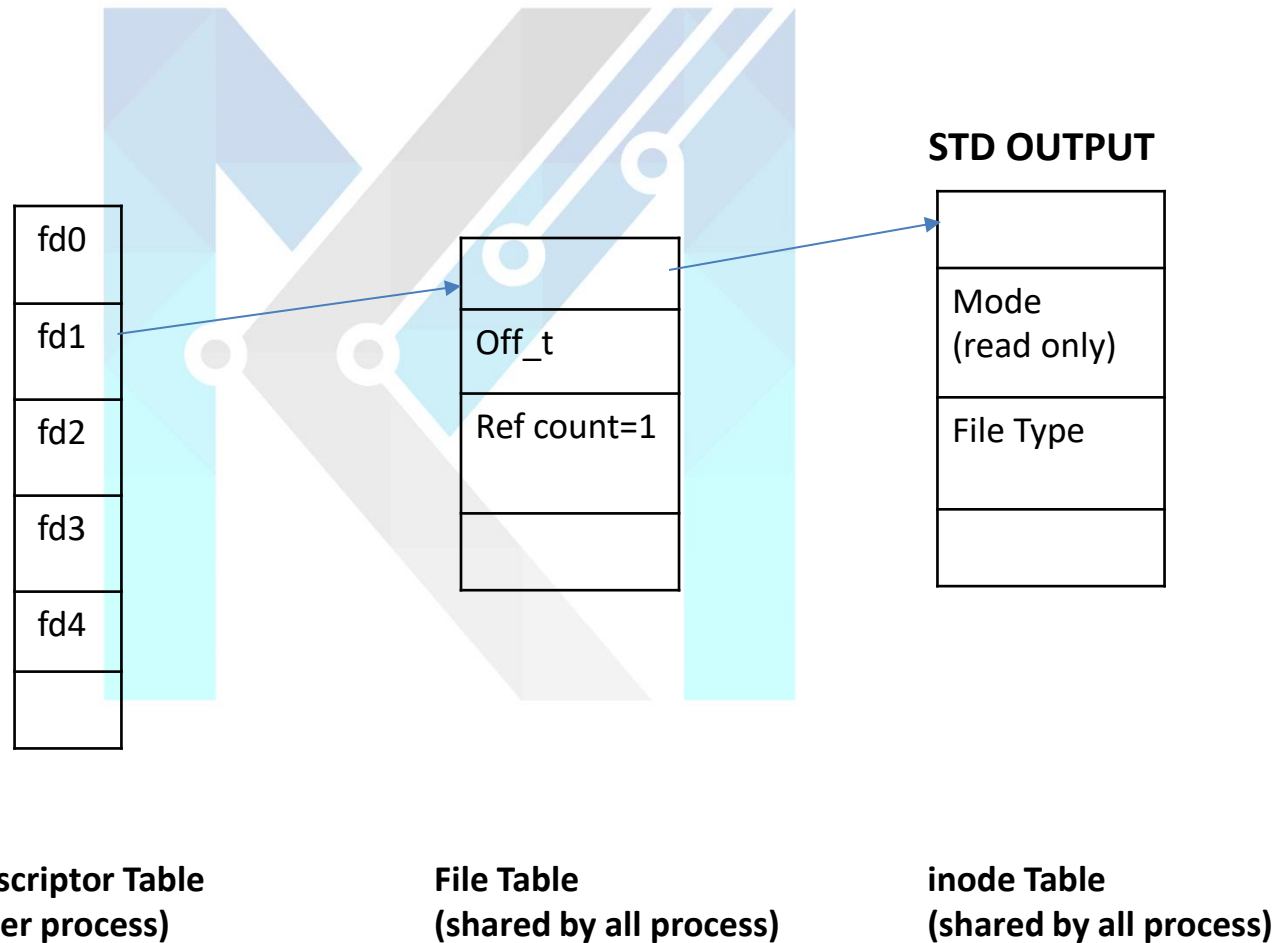 STD OUTPUT
fd0
fd1
fd2
fd3
fd4
Off_t
Ref count=1
Mode
(read only)
File Type
scriptor Table
er process)
File Table
(shared by all process)
inode Table
(shared by all process)